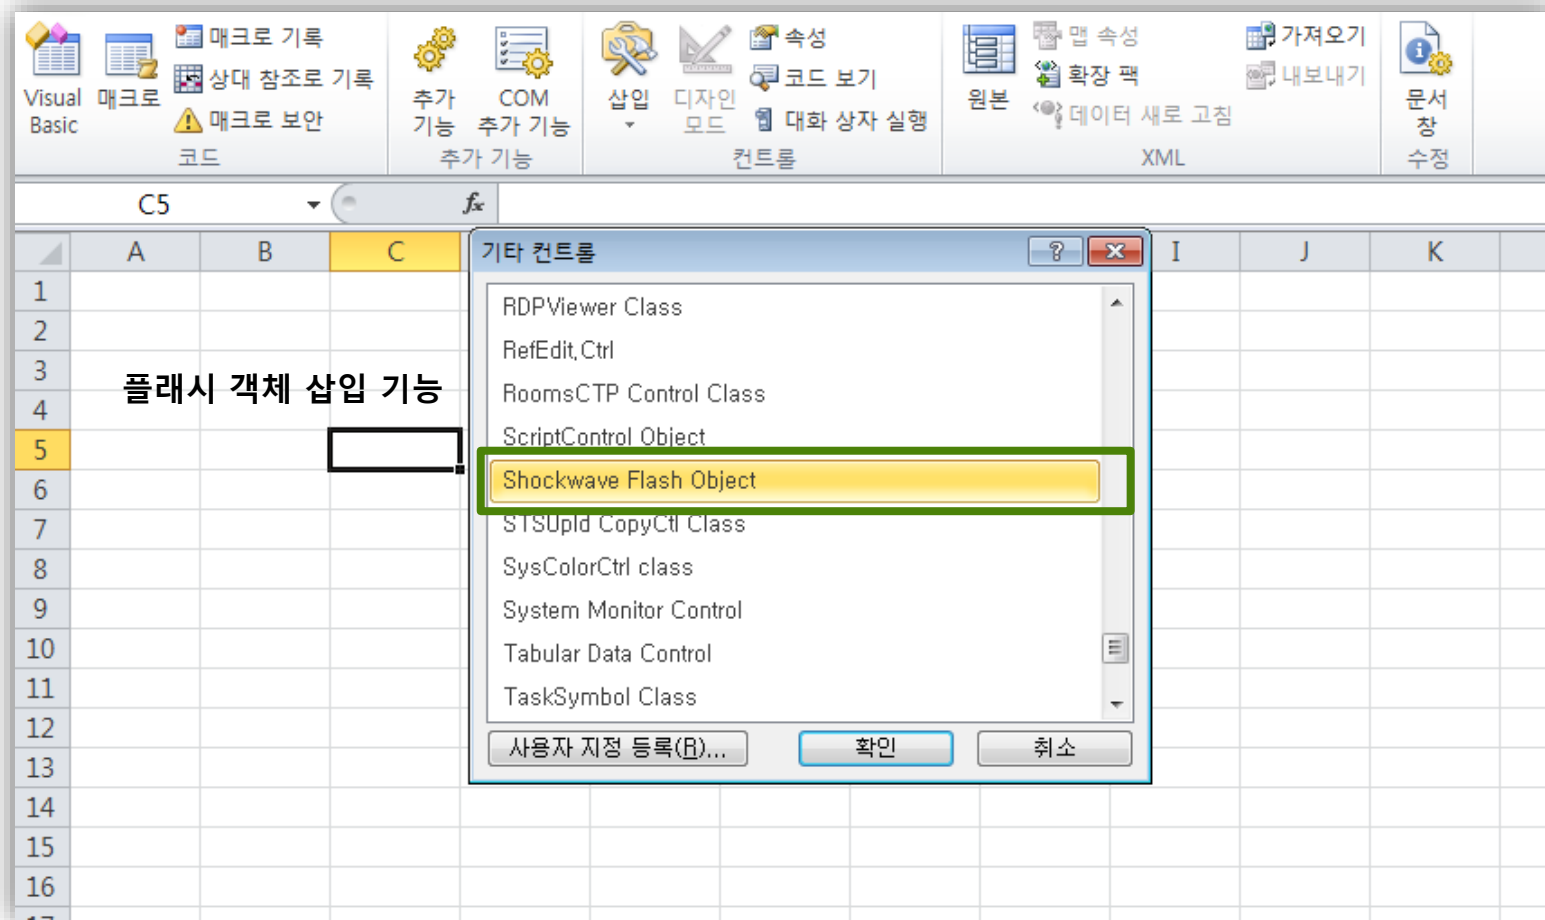 Visual Basic
매크로
매크로 기록
상대 참조로 기록
매크로 보안
코드
추가 기능
COM 추가 기능
추가 기능
삽입
디자인 모드
속성
코드 보기
대화 상자 실행
컨트롤
원본
맵 속성
확장 팩
데이터 새로 고침
가져오기
내보내기
XML
문서 창
수정
C5
fx
A B C I J K
기타 컨트롤
1
2
3
4
5
6
7
8
9
10
11
12
13
14
15
16
17
플래시 객체 삽입 기능
RDPViewer Class
RefEdit.Ctrl
RoomsCTP Control Class
ScriptControl Object
Shockwave Flash Object
STSUpld CopyCtl Class
SysColorCtrl class
System Monitor Control
Tabular Data Control
TaskSymbol Class
사용자 지정 등록(R)...
확인
취소